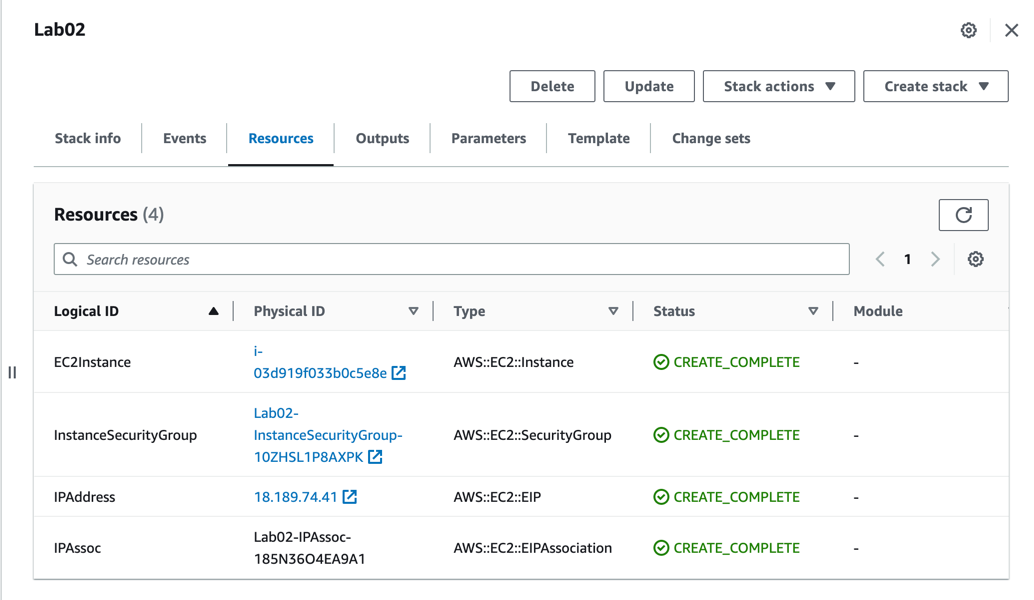 Lab02
Delete
Update
Stack actions
Create stack
Stack info
Events
Resources
Outputs
Parameters
Template
Change sets
Resources (4)
Search resources
1
Logical ID
Physical ID
Type
Status
Module
EC2Instance
i-
03d919f033b0c5e8e
AWS::EC2::Instance
CREATE_COMPLETE
-
InstanceSecurityGroup
Lab02-
InstanceSecurityGroup-
10ZHSL1P8AXPK
AWS::EC2::SecurityGroup
CREATE_COMPLETE
-
IPAddress
18.189.74.41
AWS::EC2::EIP
CREATE_COMPLETE
-
IPAssoc
Lab02-IPAssoc-
185N36O4EA9A1
AWS::EC2::EIPAssociation
CREATE_COMPLETE
-